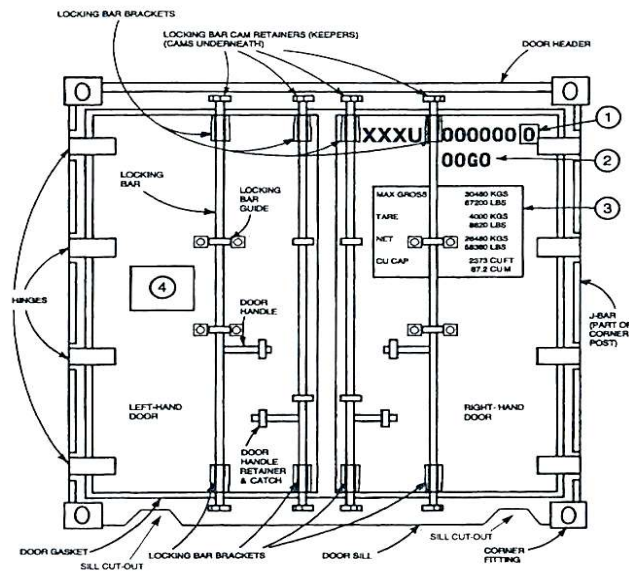 LOCKING BAR BRACKETS
LOCKING BAR CAM RETAINERS (KEEPERS)
(CAMS UNDERNEATH)
DOOR HEADER
XXXU 000000 0
1
00G0
2
LOCKING
BAR
LOCKING
BAR
GUIDE
MAX GROSS 30480 KGS
67200 LBS
TARE 4000 KGS
8820 LBS
NET 26480 KGS
58380 LBS
CU CAP 2373 CU FT
67.2 CU M
3
HINGES
4
DOOR
HANDLE
J-BAR
(PART OF
CORNER
POST)
LEFT-HAND
DOOR
RIGHT-HAND
DOOR
DOOR
HANDLE
RETAINER
& CATCH
DOOR GASKET
SILL CUT-OUT
LOCKING BAR BRACKETS
DOOR SILL
SILL CUT-OUT
CORNER
FITTING